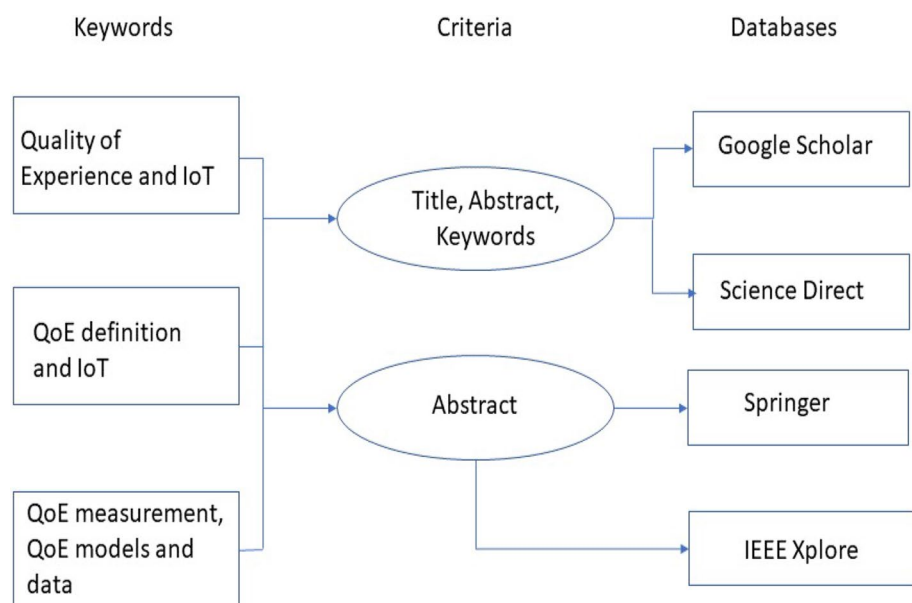 Keywords
Criteria
Databases
Quality of
Experience and IoT
QoE definition
and IoT
QoE measurement,
QoE models and
data
Title, Abstract,
Keywords
Abstract
Google Scholar
Science Direct
Springer
IEEE Xplore